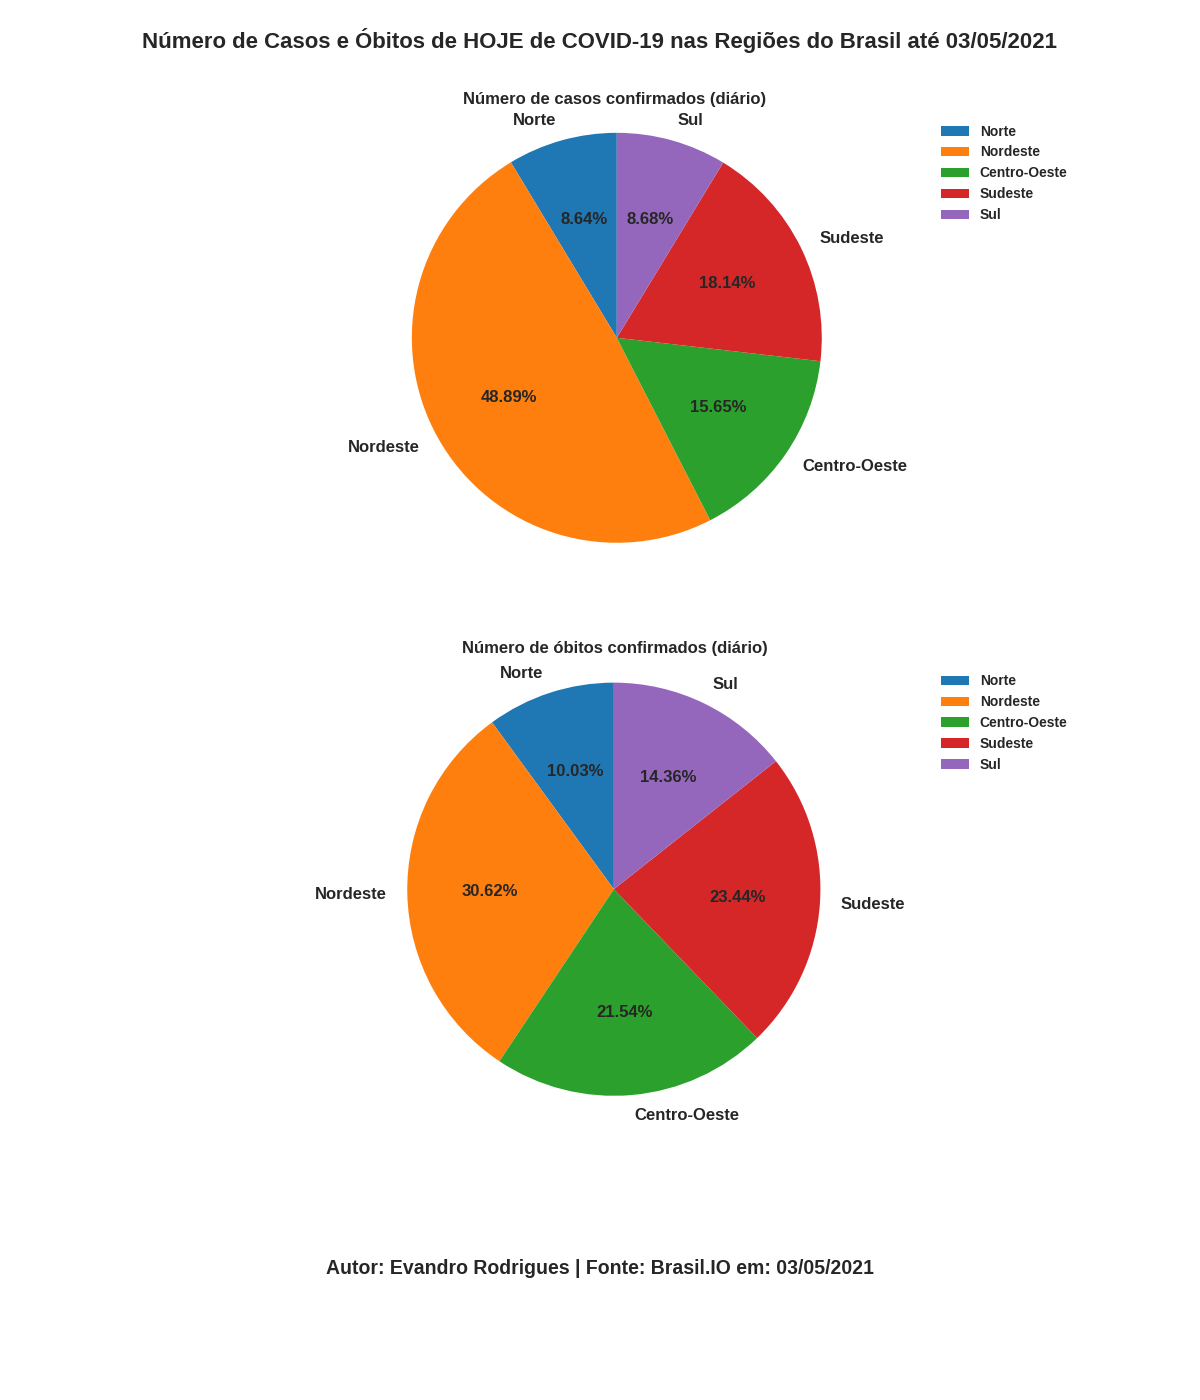 Número de Casos e Óbitos de HOJE de COVID-19 nas Regiões do Brasil até 03/05/2021
Número de casos confirmados (diário)
Norte
Sul
Sudeste
Centro-Oeste
Nordeste
8.64%
8.68%
18.14%
15.65%
48.89%
Norte
Nordeste
Centro-Oeste
Sudeste
Sul
Número de óbitos confirmados (diário)
Norte
Sul
Sudeste
Centro-Oeste
Nordeste
10.03%
14.36%
23.44%
21.54%
30.62%
Norte
Nordeste
Centro-Oeste
Sudeste
Sul
Autor: Evandro Rodrigues | Fonte: Brasil.IO em: 03/05/2021